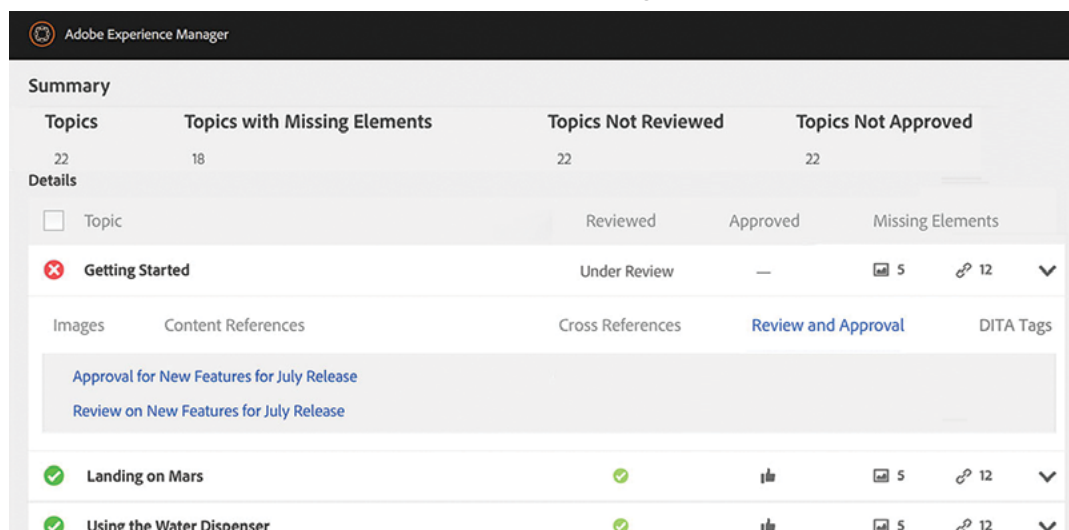 Adobe Experience Manager
Summary
Topics Topics with Missing Elements Topics Not Reviewed Topics Not Approved
22 18 22 22
Details
Topic Reviewed Approved Missing Elements
Getting Started Under Review — 5 12
Images Content References Cross References Review and Approval DITA Tags
Approval for New Features for July Release
Review on New Features for July Release
Landing on Mars 5 12
Using the Water Dispenser 5 12